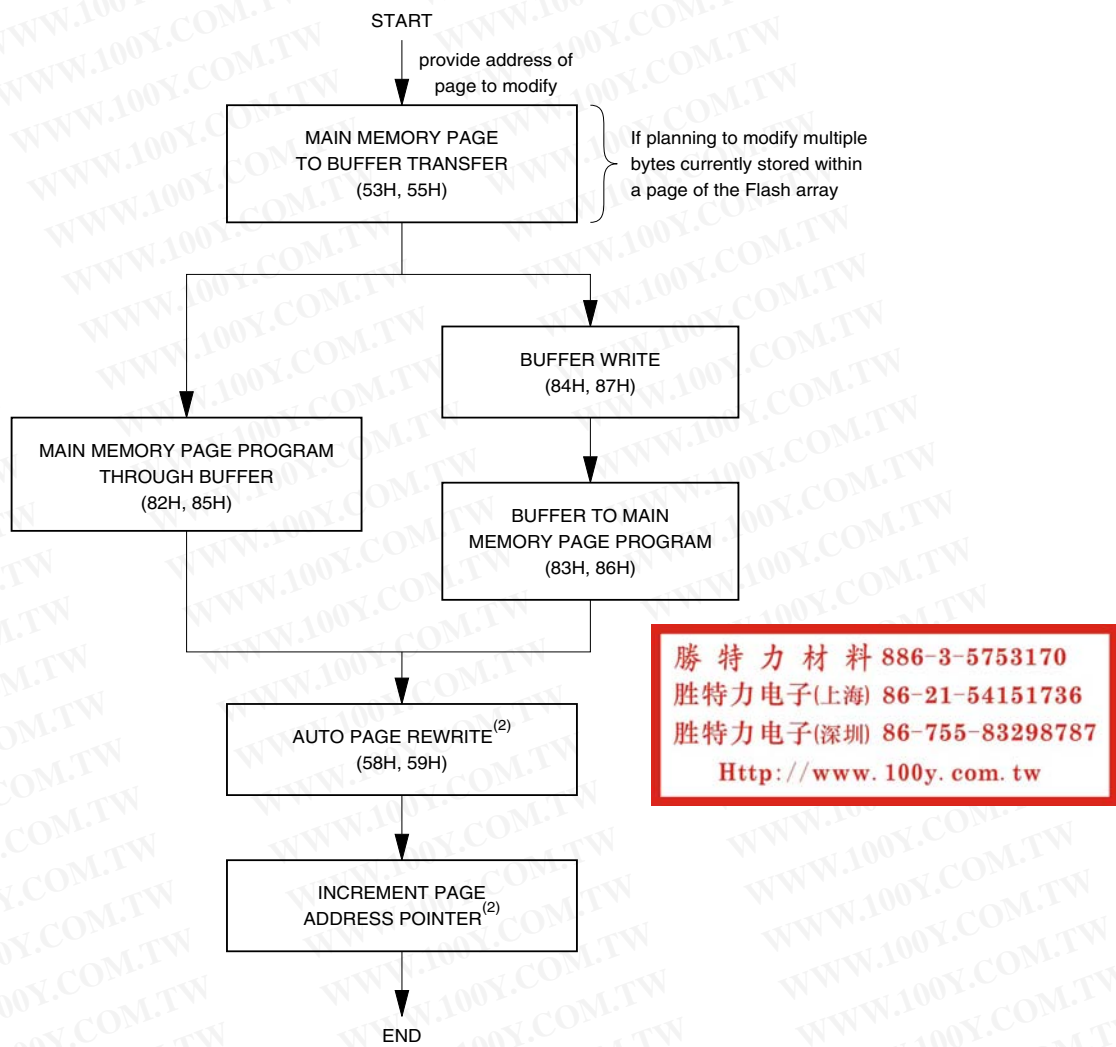 START
provide address of
page to modify
MAIN MEMORY PAGE
TO BUFFER TRANSFER
(53H, 55H)
If planning to modify multiple
bytes currently stored within
a page of the Flash array
BUFFER WRITE
(84H, 87H)
MAIN MEMORY PAGE PROGRAM
THROUGH BUFFER
(82H, 85H)
BUFFER TO MAIN
MEMORY PAGE PROGRAM
(83H, 86H)
勝特力材料 886-3-5753170
胜特力电子(上海) 86-21-54151736
胜特力电子(深圳) 86-755-83298787
Http://www.100y.com.tw
AUTO PAGE REWRITE(2)
(58H, 59H)
INCREMENT PAGE
ADDRESS POINTER(2)
END
WWW.100Y.COM.TW